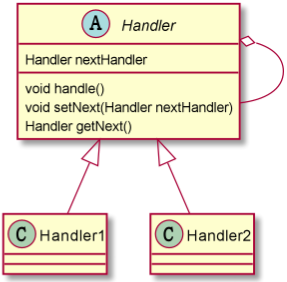 A Handler
Handler nextHandler
void handle()
void setNext(Handler nextHandler)
Handler getNext()
C Handler1
C Handler2